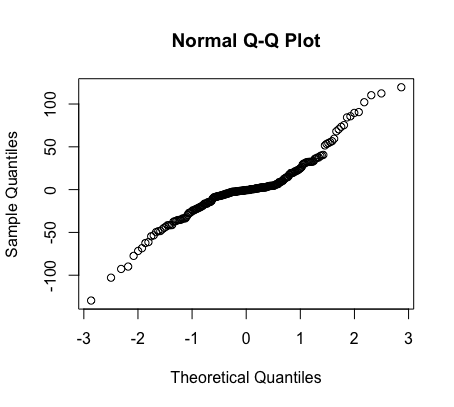 Normal Q-Q Plot
100
50
0
-50
-100
Sample Quantiles
-3 -2 -1 0 1 2 3
Theoretical Quantiles